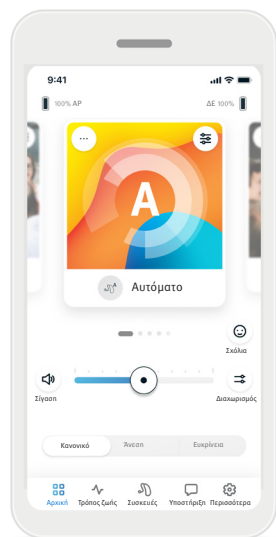 9:41
100% ΑΡ
ΔΕ 100%
A
Αυτόματο
Σχόλια
Σίγαση
Διαχωρισμός
Κανονικό Άνεση Ευκρίνεια
Αρχική Τρόπος ζωής Συσκευές Υποστήριξη Περισσότερα